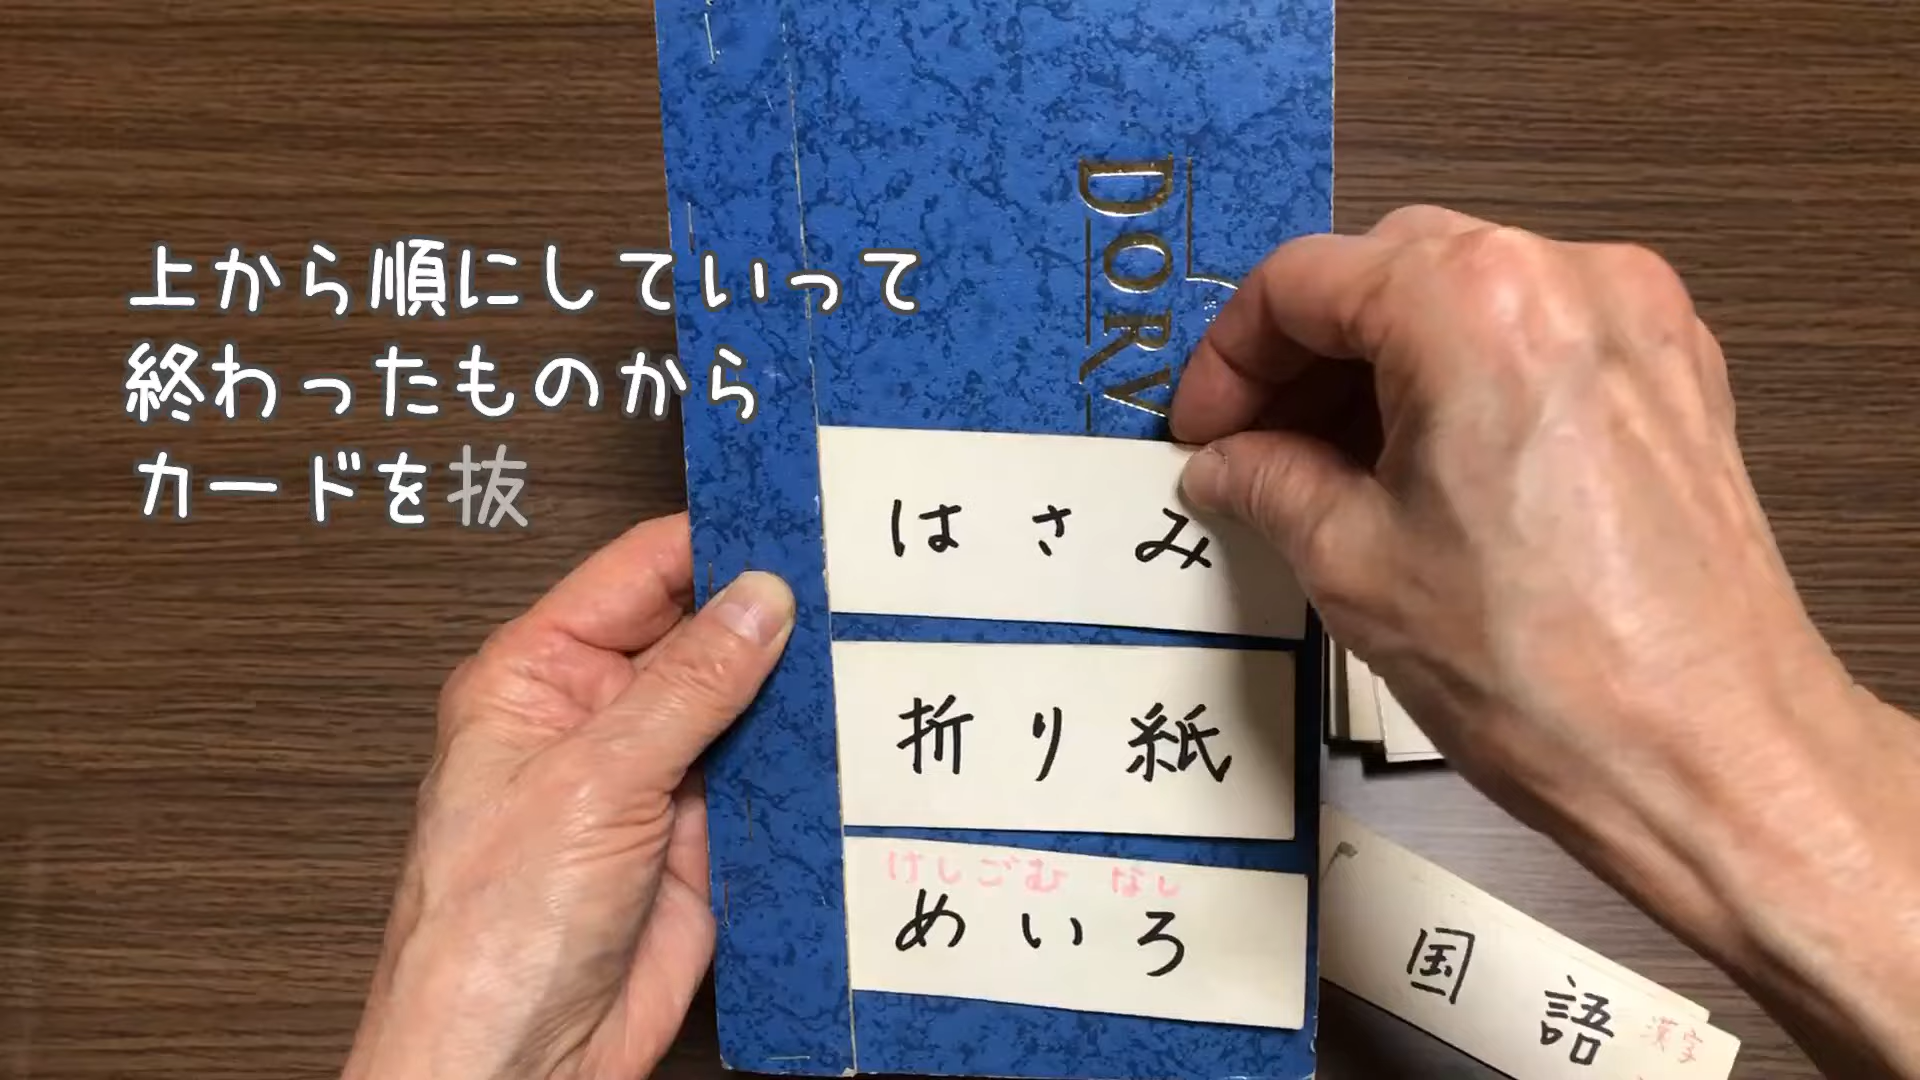 上から順にしていって
終わったものから
カードを抜
DORY
はさみ
折り紙
けしごむ なし
めいろ
国語
漢字